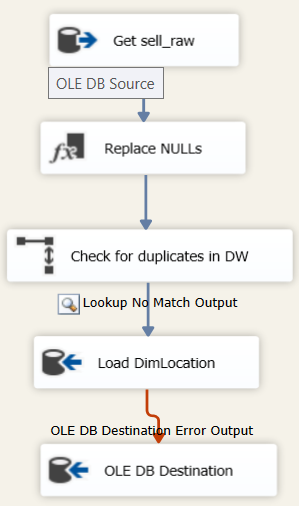 Get sell_raw
OLE DB Source
fx Replace NULLs
Check for duplicates in DW
Lookup No Match Output
Load DimLocation
OLE DB Destination Error Output
OLE DB Destination